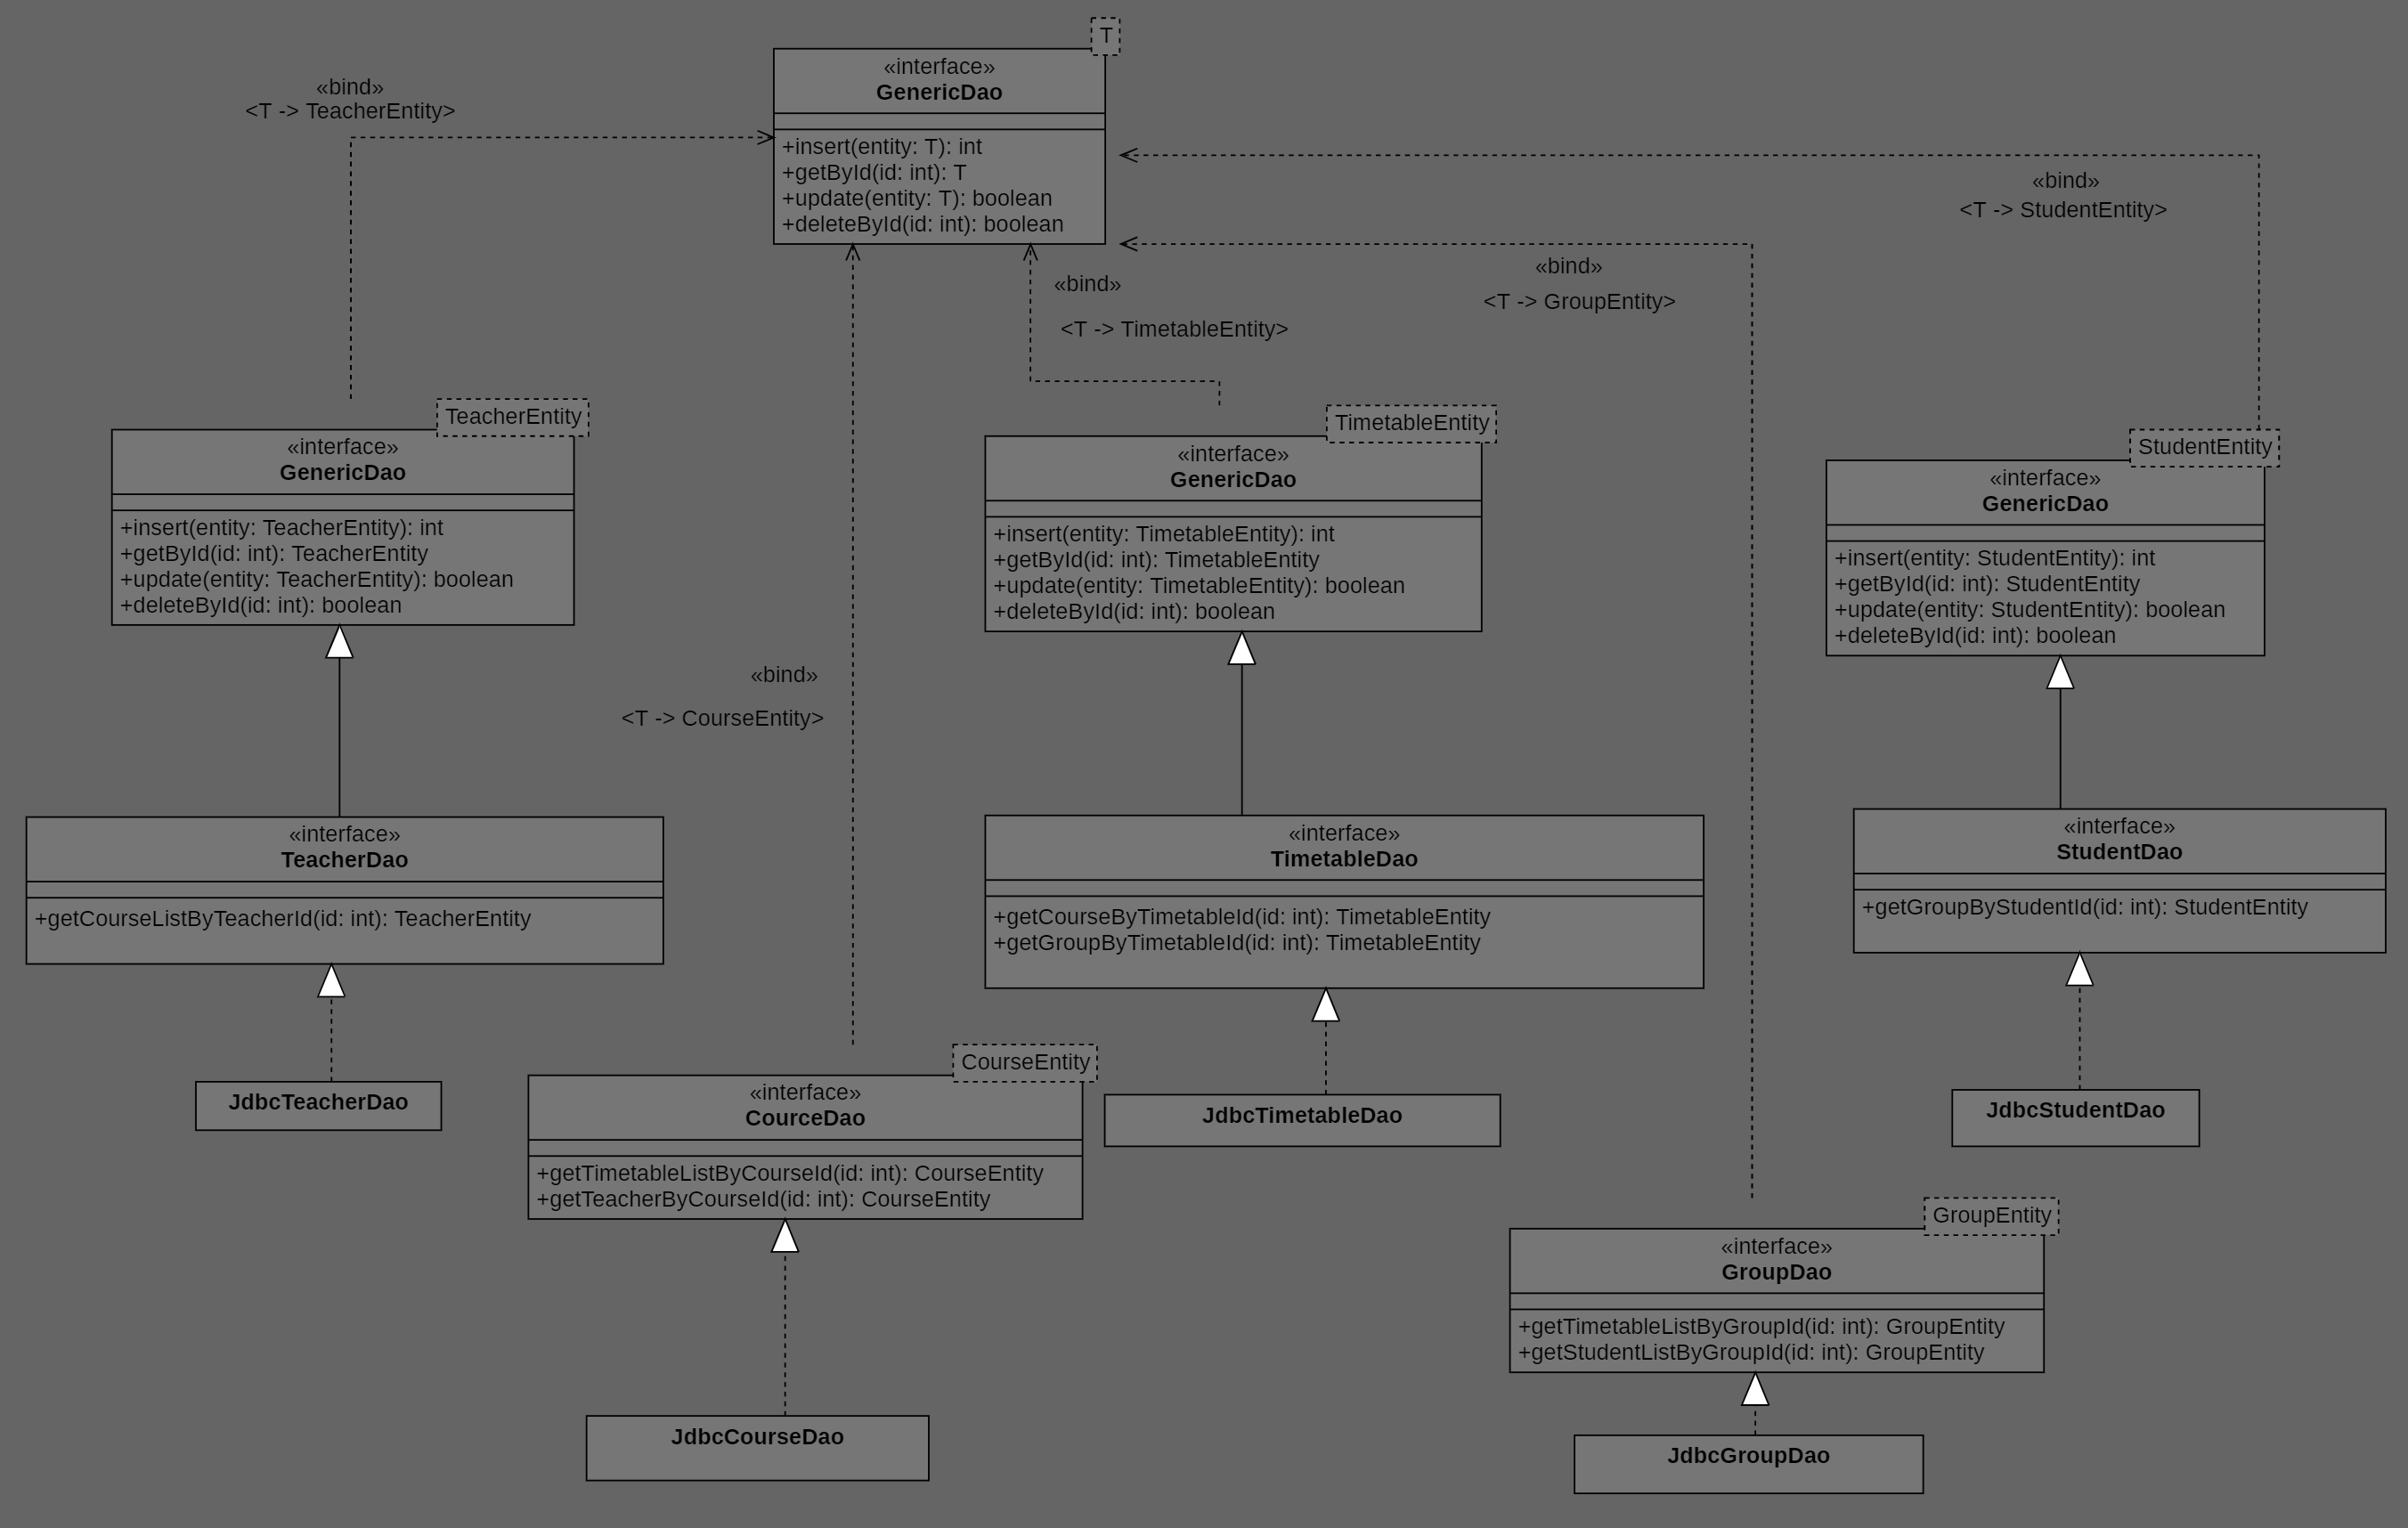 T
«interface»
GenericDao
+insert(entity: T): int
+getById(id: int): T
+update(entity: T): boolean
+deleteById(id: int): boolean
«bind»
<T -> TeacherEntity>
«bind»
<T -> StudentEntity>
«bind»
<T -> GroupEntity>
«bind»
<T -> TimetableEntity>
TeacherEntity
«interface»
GenericDao
+insert(entity: TeacherEntity): int
+getById(id: int): TeacherEntity
+update(entity: TeacherEntity): boolean
+deleteById(id: int): boolean
TimetableEntity
«interface»
GenericDao
+insert(entity: TimetableEntity): int
+getById(id: int): TimetableEntity
+update(entity: TimetableEntity): boolean
+deleteById(id: int): boolean
StudentEntity
«interface»
GenericDao
+insert(entity: StudentEntity): int
+getById(id: int): StudentEntity
+update(entity: StudentEntity): boolean
+deleteById(id: int): boolean
«bind»
<T -> CourseEntity>
«interface»
TeacherDao
+getCourseListByTeacherId(id: int): TeacherEntity
«interface»
TimetableDao
+getCourseByTimetableId(id: int): TimetableEntity
+getGroupByTimetableId(id: int): TimetableEntity
«interface»
StudentDao
+getGroupByStudentId(id: int): StudentEntity
JdbcTeacherDao
CourseEntity
«interface»
CourceDao
+getTimetableListByCourseId(id: int): CourseEntity
+getTeacherByCourseId(id: int): CourseEntity
JdbcTimetableDao
JdbcStudentDao
GroupEntity
«interface»
GroupDao
+getTimetableListByGroupId(id: int): GroupEntity
+getStudentListByGroupId(id: int): GroupEntity
JdbcCourseDao
JdbcGroupDao